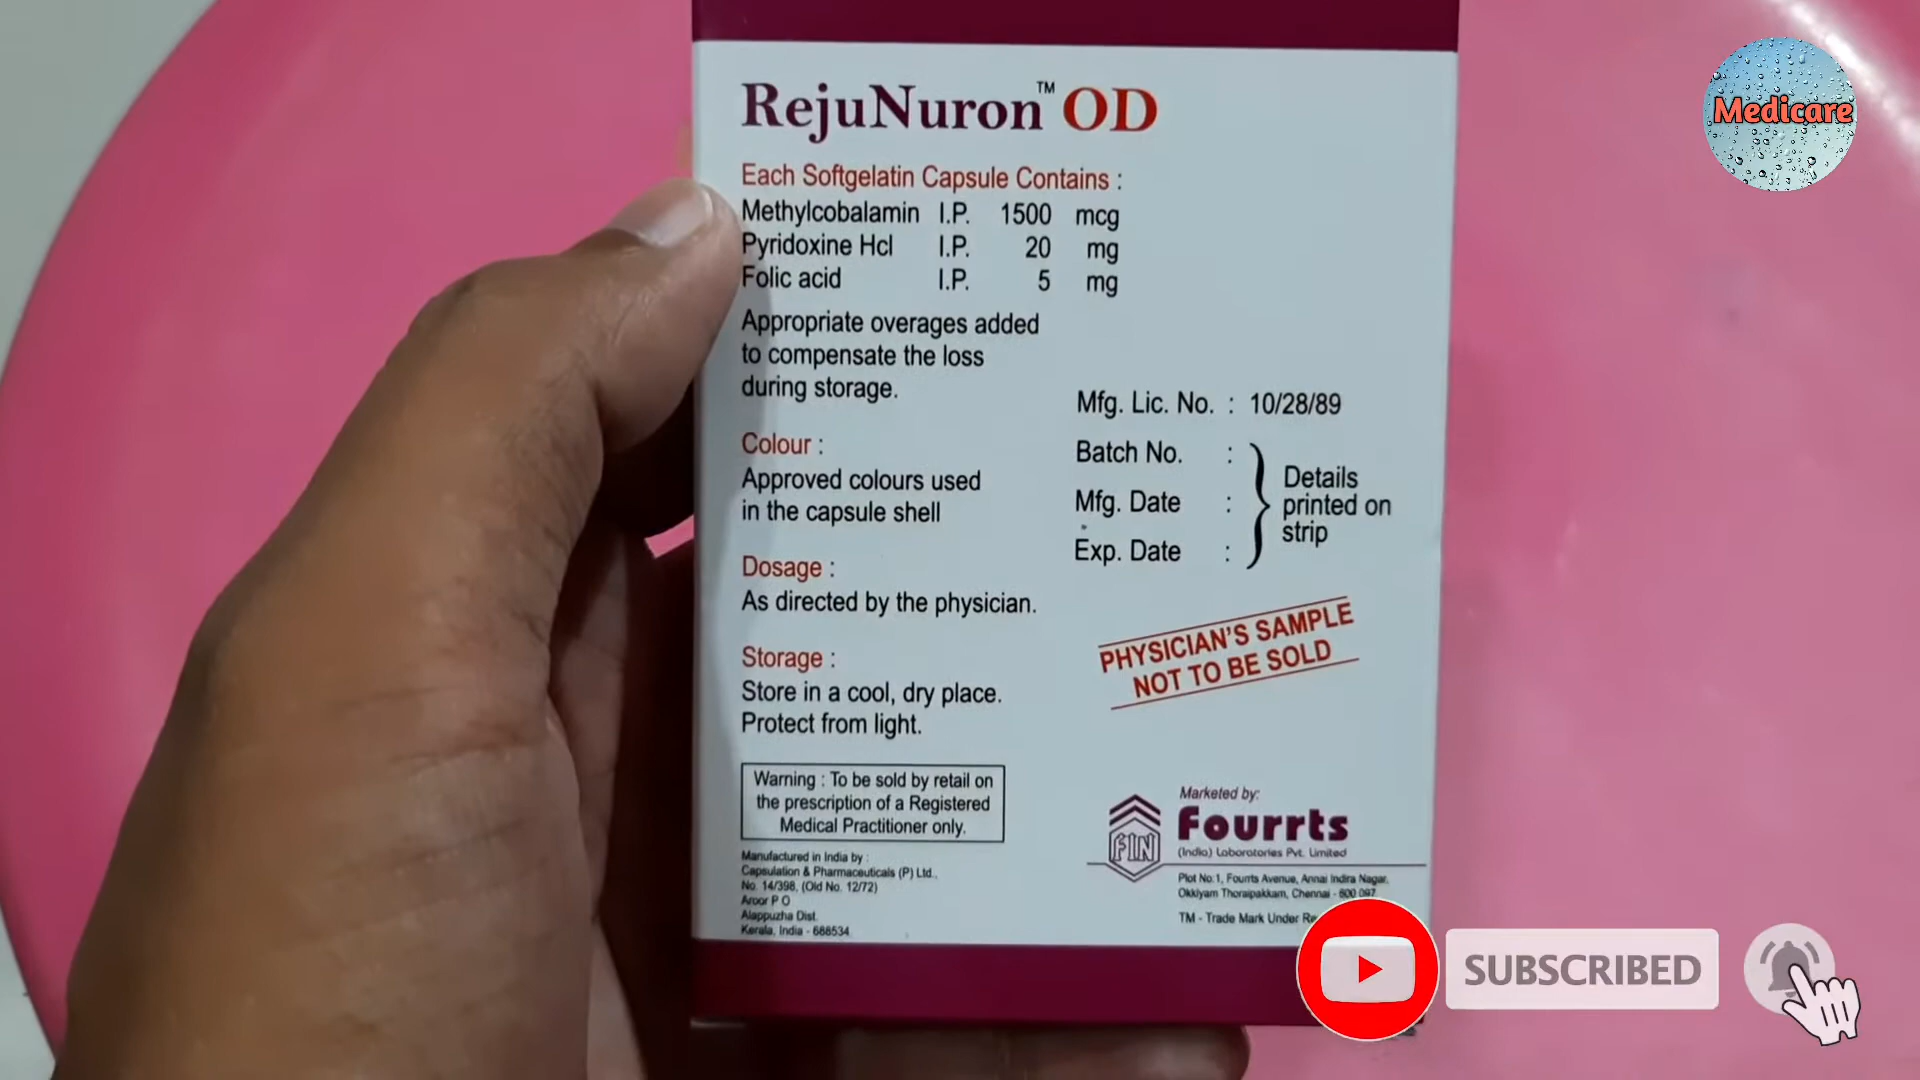 RejuNuron™ OD
Medicare
Each Softgelatin Capsule Contains :
Methylcobalamin I.P. 1500 mcg
Pyridoxine Hcl I.P. 20 mg
Folic acid I.P. 5 mg
Appropriate overages added
to compensate the loss
during storage.
Colour :
Approved colours used
in the capsule shell
Dosage :
As directed by the physician.
Storage :
Store in a cool, dry place.
Protect from light.
Warning : To be sold by retail on
the prescription of a Registered
Medical Practitioner only.
Manufactured in India by :
Capsulation & Pharmaceuticals (P) Ltd.,
No. 14/398, (Old No. 12/72)
Aroor P O
Alappuzha Dist.
Kerala, India - 688534
Mfg. Lic. No. : 10/28/89
Batch No. :
Mfg. Date :
Exp. Date :
Details
printed on
strip
PHYSICIAN'S SAMPLE
NOT TO BE SOLD
Marketed by:
FIN
Fourrts
(India) Laboratories Pvt. Limited
Plot No:1, Fourrts Avenue, Annai Indira Nagar,
Okkiyam Thoraipakkam, Chennai - 600 097
TM - Trade Mark Under
SUBSCRIBED